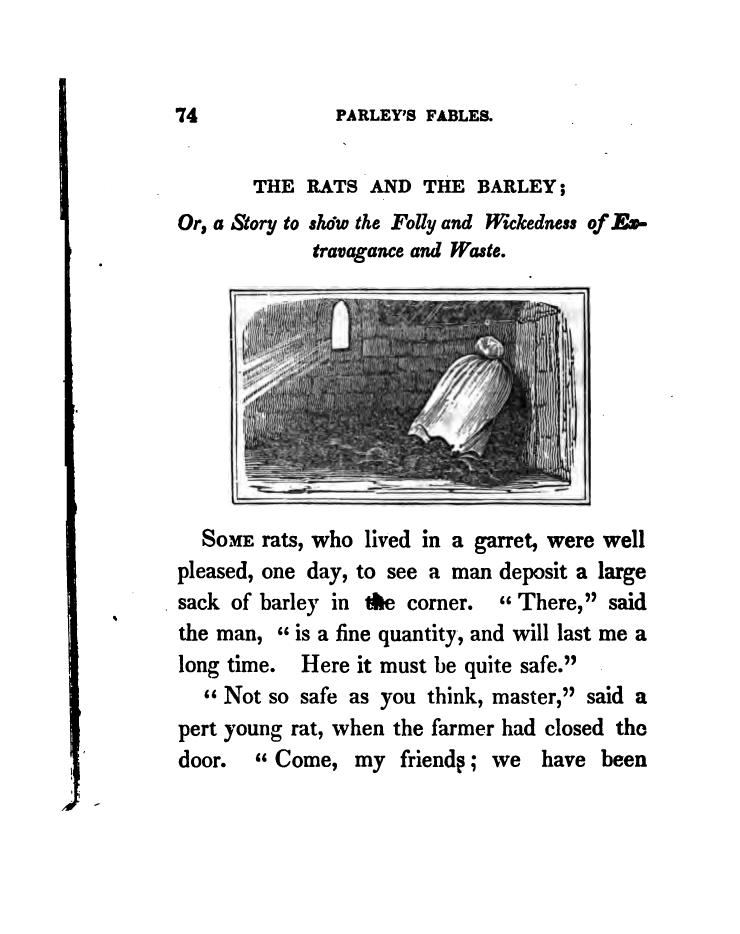 74 PARLEY'S FABLES.
THE RATS AND THE BARLEY;
Or, a Story to show the Folly and Wickedness of Ex-
travagance and Waste.
SOME rats, who lived in a garret, were well
pleased, one day, to see a man deposit a large
sack of barley in the corner. “ There,” said
the man, “ is a fine quantity, and will last me a
long time. Here it must be quite safe.”
“ Not so safe as you think, master,” said a
pert young rat, when the farmer had closed the
door. “ Come, my friends ; we have been